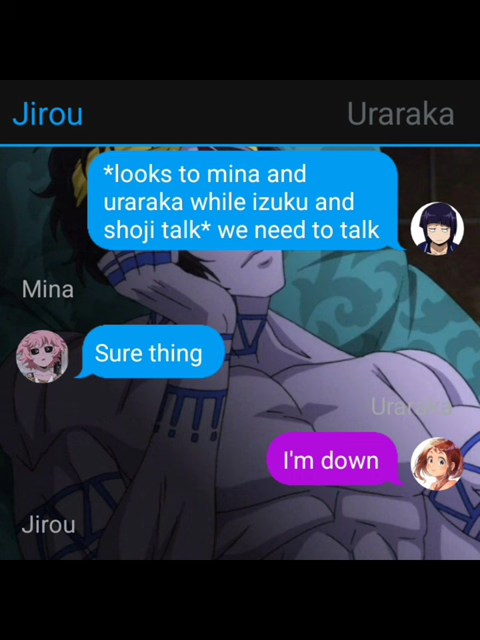 Jirou Uraraka
*looks to mina and
uraraka while izuku and
shoji talk* we need to talk
Mina
Sure thing
Uraraka
I'm down
Jirou